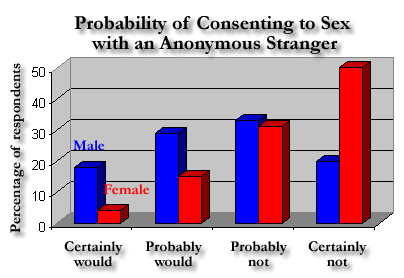 Probability of Consenting to Sex
with an Anonymous Stranger
Percentage of respondents
50
40
30
20
10
0
Male
Female
Certainly would
Probably would
Probably not
Certainly not